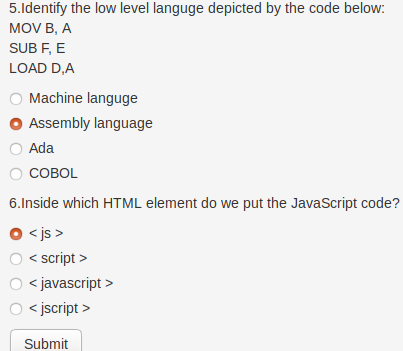 5.Identify the low level languge depicted by the code below:
MOV B, A
SUB F, E
LOAD D,A
Machine languge
Assembly language
Ada
COBOL
6.Inside which HTML element do we put the JavaScript code?
< js >
< script >
< javascript >
< jscript >
Submit